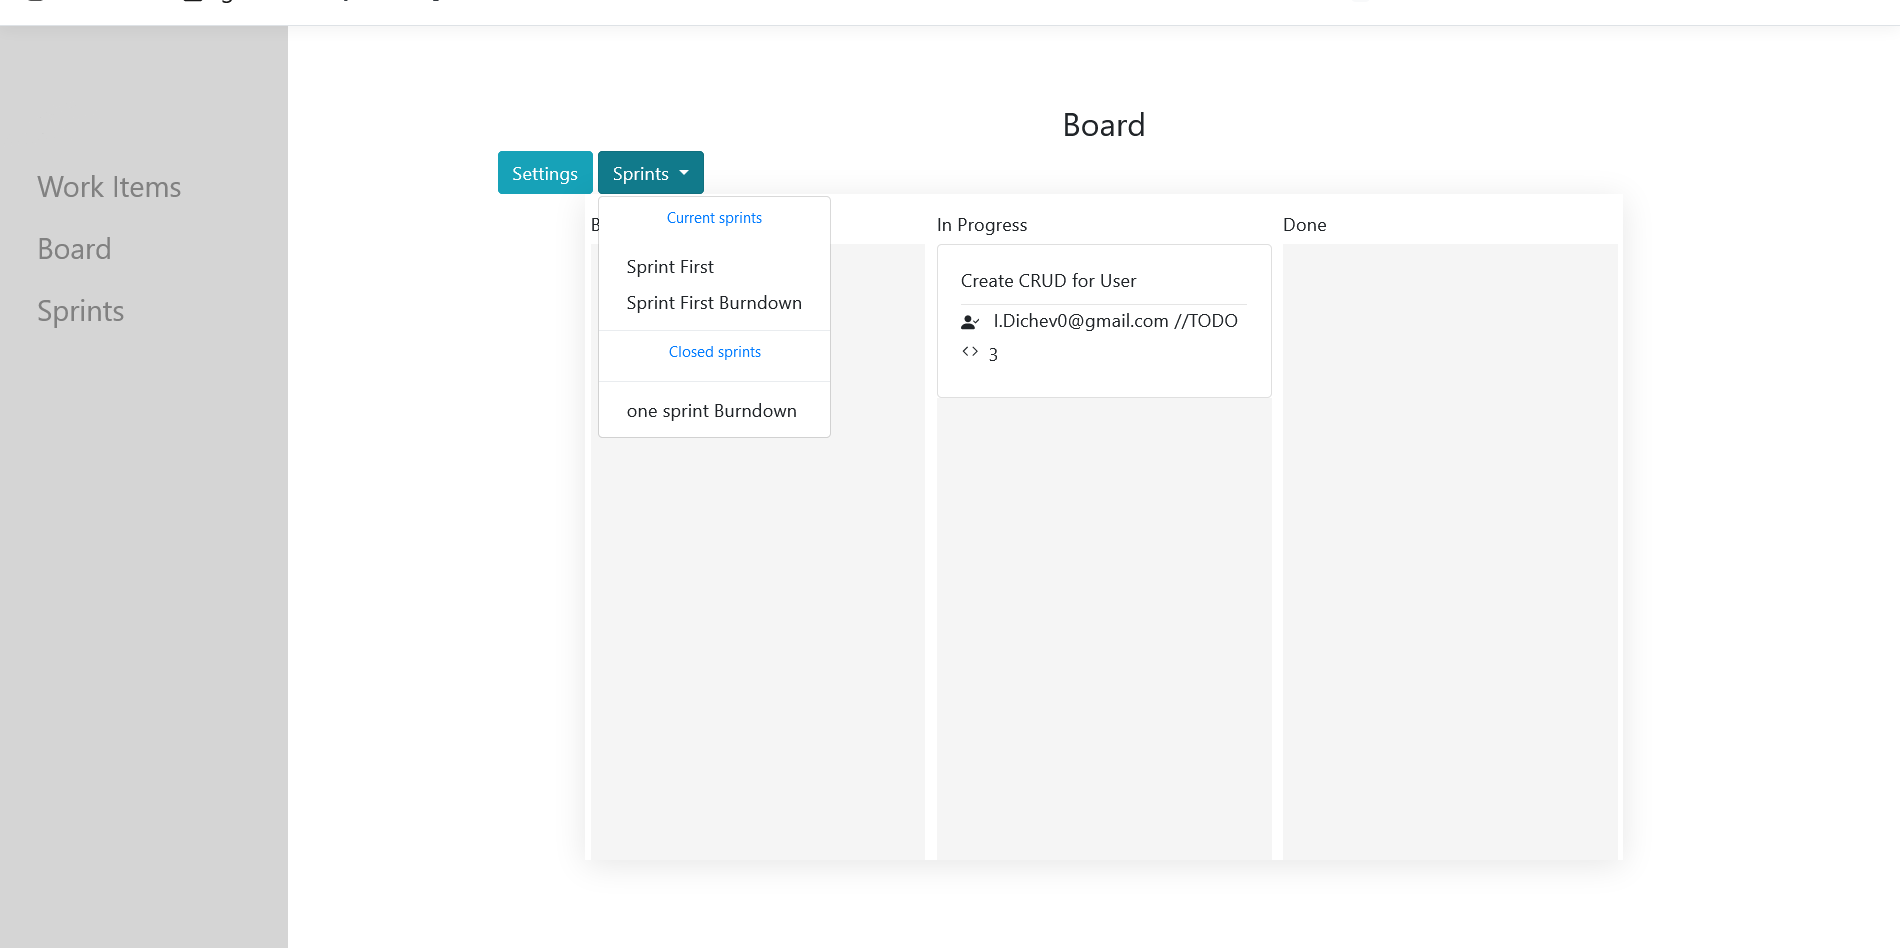 Work Items
Board
Sprints
Board
Settings
Sprints
Current sprints
Sprint First
Sprint First Burndown
Closed sprints
one sprint Burndown
In Progress
Create CRUD for User
I.Dichev0@gmail.com //TODO
3
Done